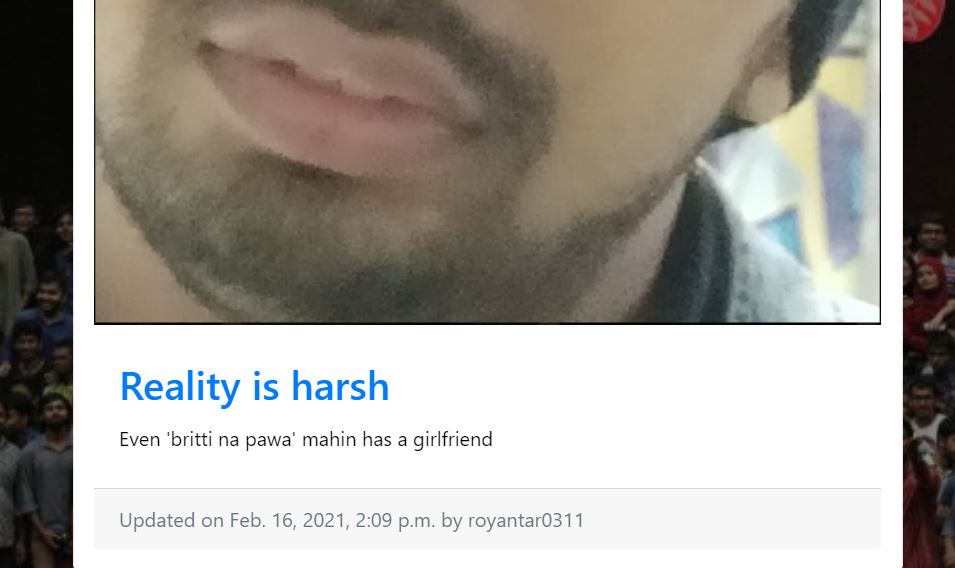 Reality is harsh
Even 'britti na pawa' mahin has a girlfriend
Updated on Feb. 16, 2021, 2:09 p.m. by royantar0311